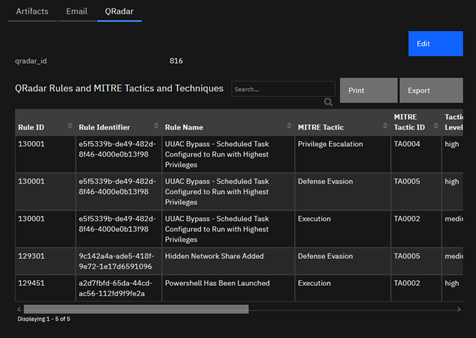 Artifacts Email QRadar
Edit
qradar_id 816
QRadar Rules and MITRE Tactics and Techniques Search... Print Export
Rule ID Rule Identifier Rule Name MITRE Tactic MITRE Tactic ID Tactic Level
130001 e5f5339b-de49-482d-8f46-4000e0b13f98 UUAC Bypass - Scheduled Task Configured to Run with Highest Privileges Privilege Escalation TA0004 high
130001 e5f5339b-de49-482d-8f46-4000e0b13f98 UUAC Bypass - Scheduled Task Configured to Run with Highest Privileges Defense Evasion TA0005 high
130001 e5f5339b-de49-482d-8f46-4000e0b13f98 UUAC Bypass - Scheduled Task Configured to Run with Highest Privileges Execution TA0002 medi
129301 9c142a4a-ade5-418f-9e72-1e17d6591096 Hidden Network Share Added Defense Evasion TA0005 medi
129451 a2d7fbfd-65da-44cd-ac56-112fd9f9fe2a Powershell Has Been Launched Execution TA0002 high
Displaying 1 - 5 of 5